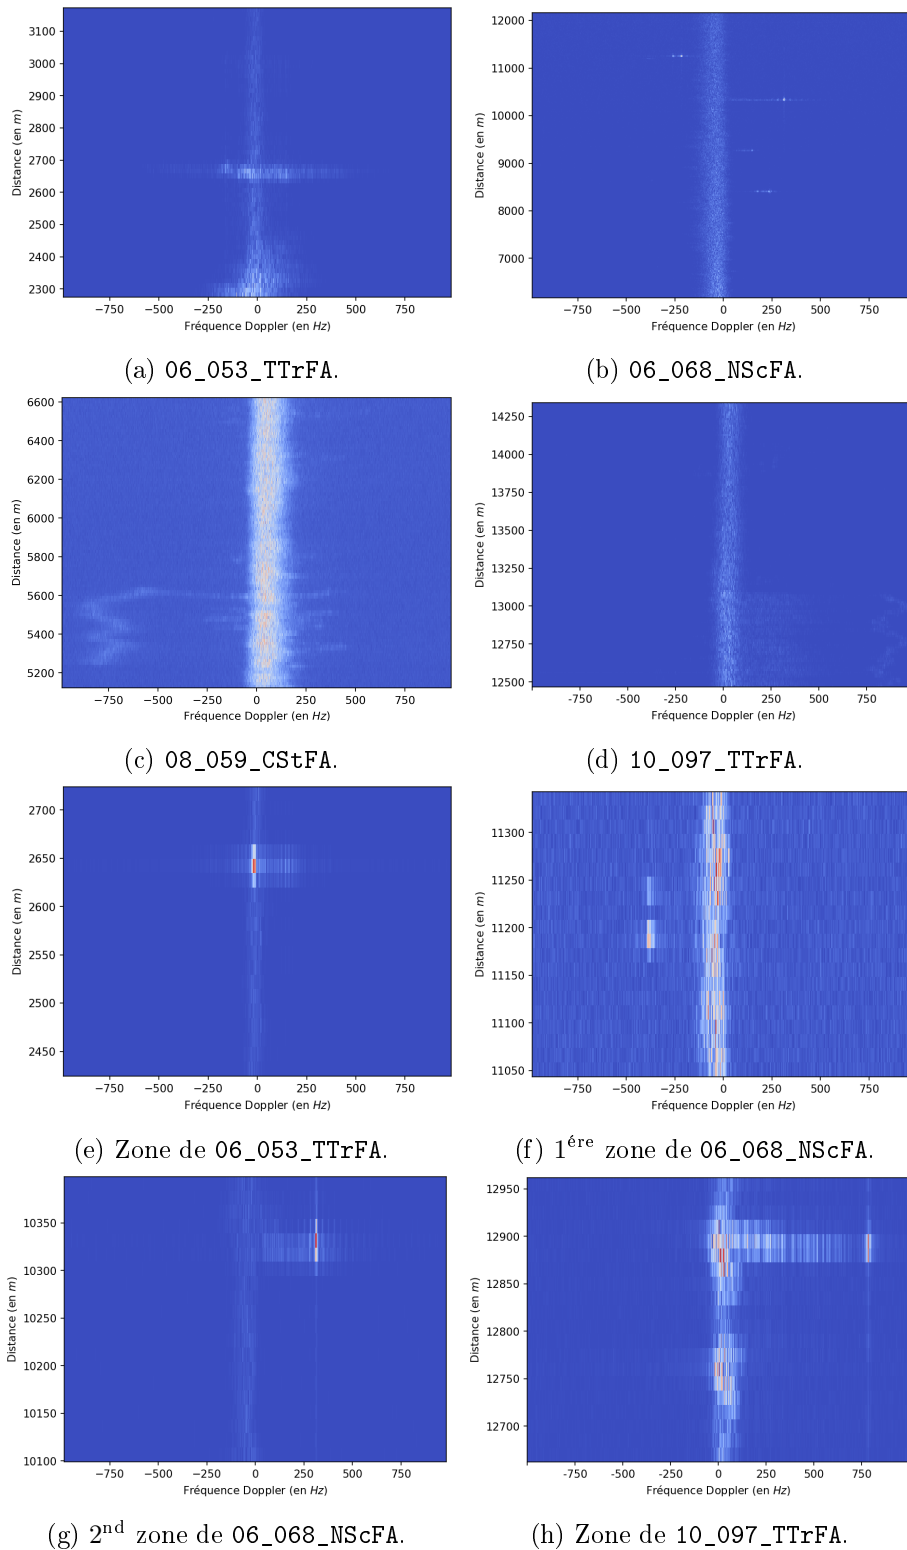 3100
3000
2900
2800
2700
2600
2500
2400
2300
Distance (en m)
−750 −500 −250 0 250 500 750
Fréquence Doppler (en Hz)
(a) 06_053_TTrFA.
12000
11000
10000
9000
8000
7000
Distance (en m)
−750 −500 −250 0 250 500 750
Fréquence Doppler (en Hz)
(b) 06_068_NScFA.
6600
6400
6200
6000
5800
5600
5400
5200
Distance (en m)
−750 −500 −250 0 250 500 750
Fréquence Doppler (en Hz)
(c) 08_059_CStFA.
14250
14000
13750
13500
13250
13000
12750
12500
Distance (en m)
-750 -500 -250 0 250 500 750
Fréquence Doppler (en Hz)
(d) 10_097_TTrFA.
2700
2650
2600
2550
2500
2450
Distance (en m)
−750 −500 −250 0 250 500 750
Fréquence Doppler (en Hz)
(e) Zone de 06_053_TTrFA.
11300
11250
11200
11150
11100
11050
Distance (en m)
−750 −500 −250 0 250 500 750
Fréquence Doppler (en Hz)
(f) 1ére zone de 06_068_NScFA.
10350
10300
10250
10200
10150
10100
Distance (en m)
−750 −500 −250 0 250 500 750
Fréquence Doppler (en Hz)
(g) 2nd zone de 06_068_NScFA.
12950
12900
12850
12800
12750
12700
Distance (en m)
-750 -500 -250 0 250 500 750
Fréquence Doppler (en Hz)
(h) Zone de 10_097_TTrFA.